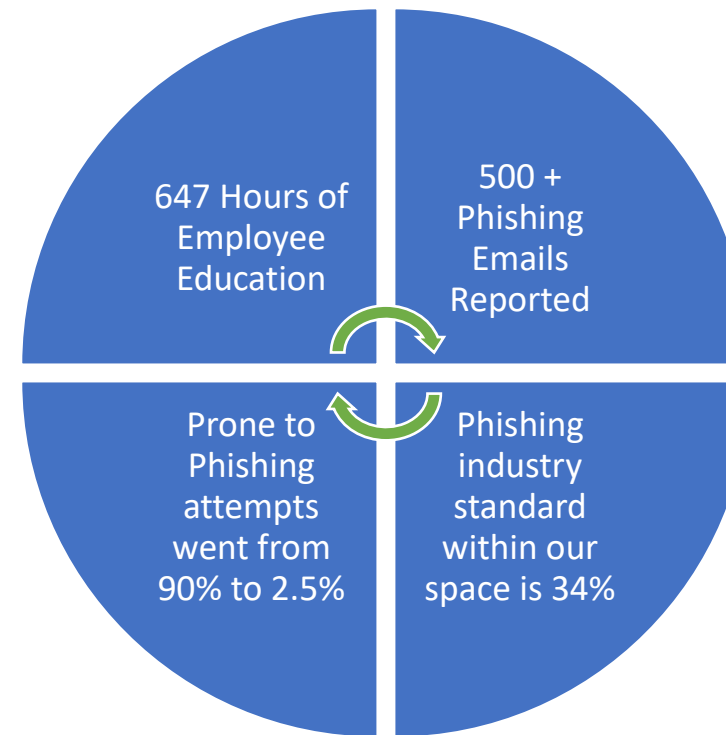 647 Hours of
Employee
Education
500 +
Phishing
Emails
Reported
Prone to
Phishing
attempts
went from
90% to 2.5%
Phishing
industry
standard
within our
space is 34%